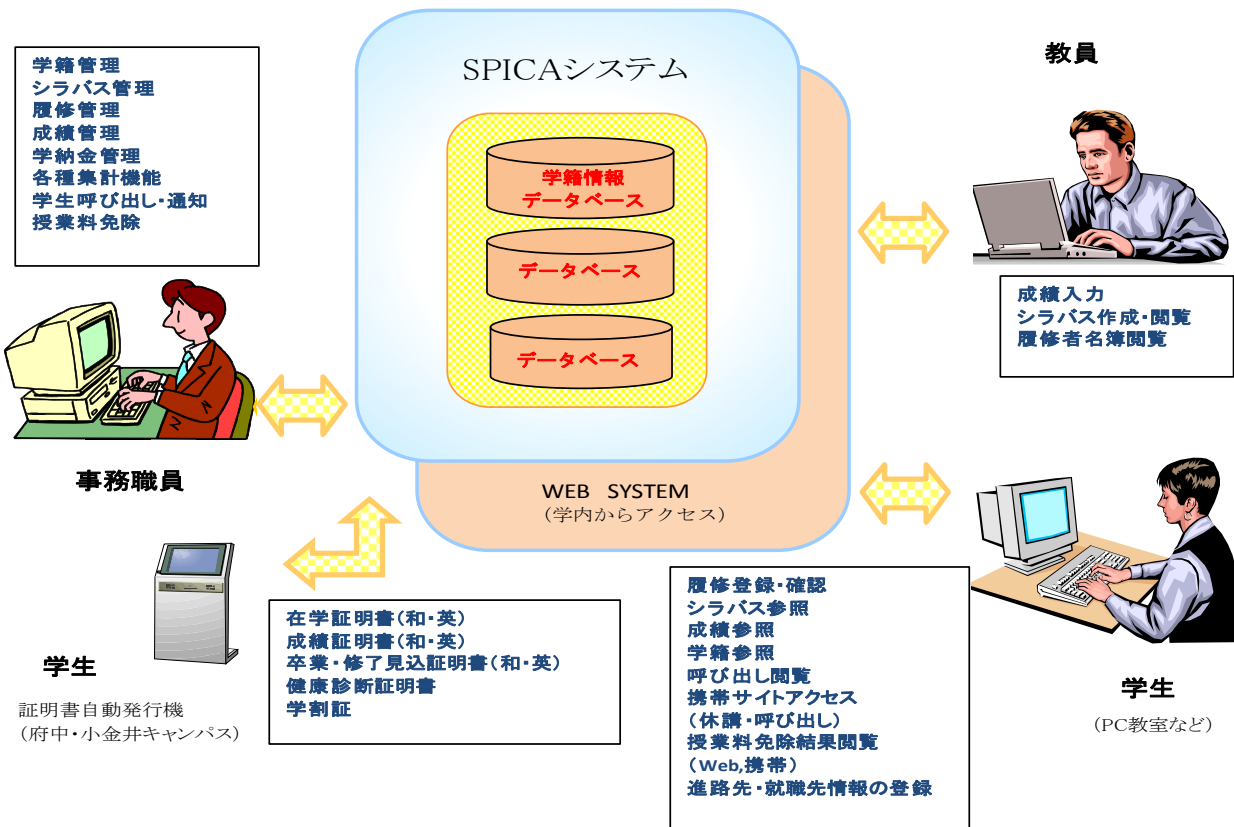 学籍管理
シラバス管理
履修管理
成績管理
学納金管理
各種集計機能
学生呼び出し・通知
授業料免除
事務職員
SPICAシステム
学籍情報
データベース
データベース
データベース
WEB SYSTEM
（学内からアクセス）
教員
成績入力
シラバス作成・閲覧
履修者名簿閲覧
学生
証明書自動発行機
（府中・小金井キャンパス）
在学証明書（和・英）
成績証明書（和・英）
卒業・修了見込証明書（和・英）
健康診断証明書
学割証
履修登録・確認
シラバス参照
成績参照
学籍参照
呼び出し閲覧
携帯サイトアクセス
（休講・呼び出し）
授業料免除結果閲覧
（Web,携帯）
進路先・就職先情報の登録
学生
（PC教室など）